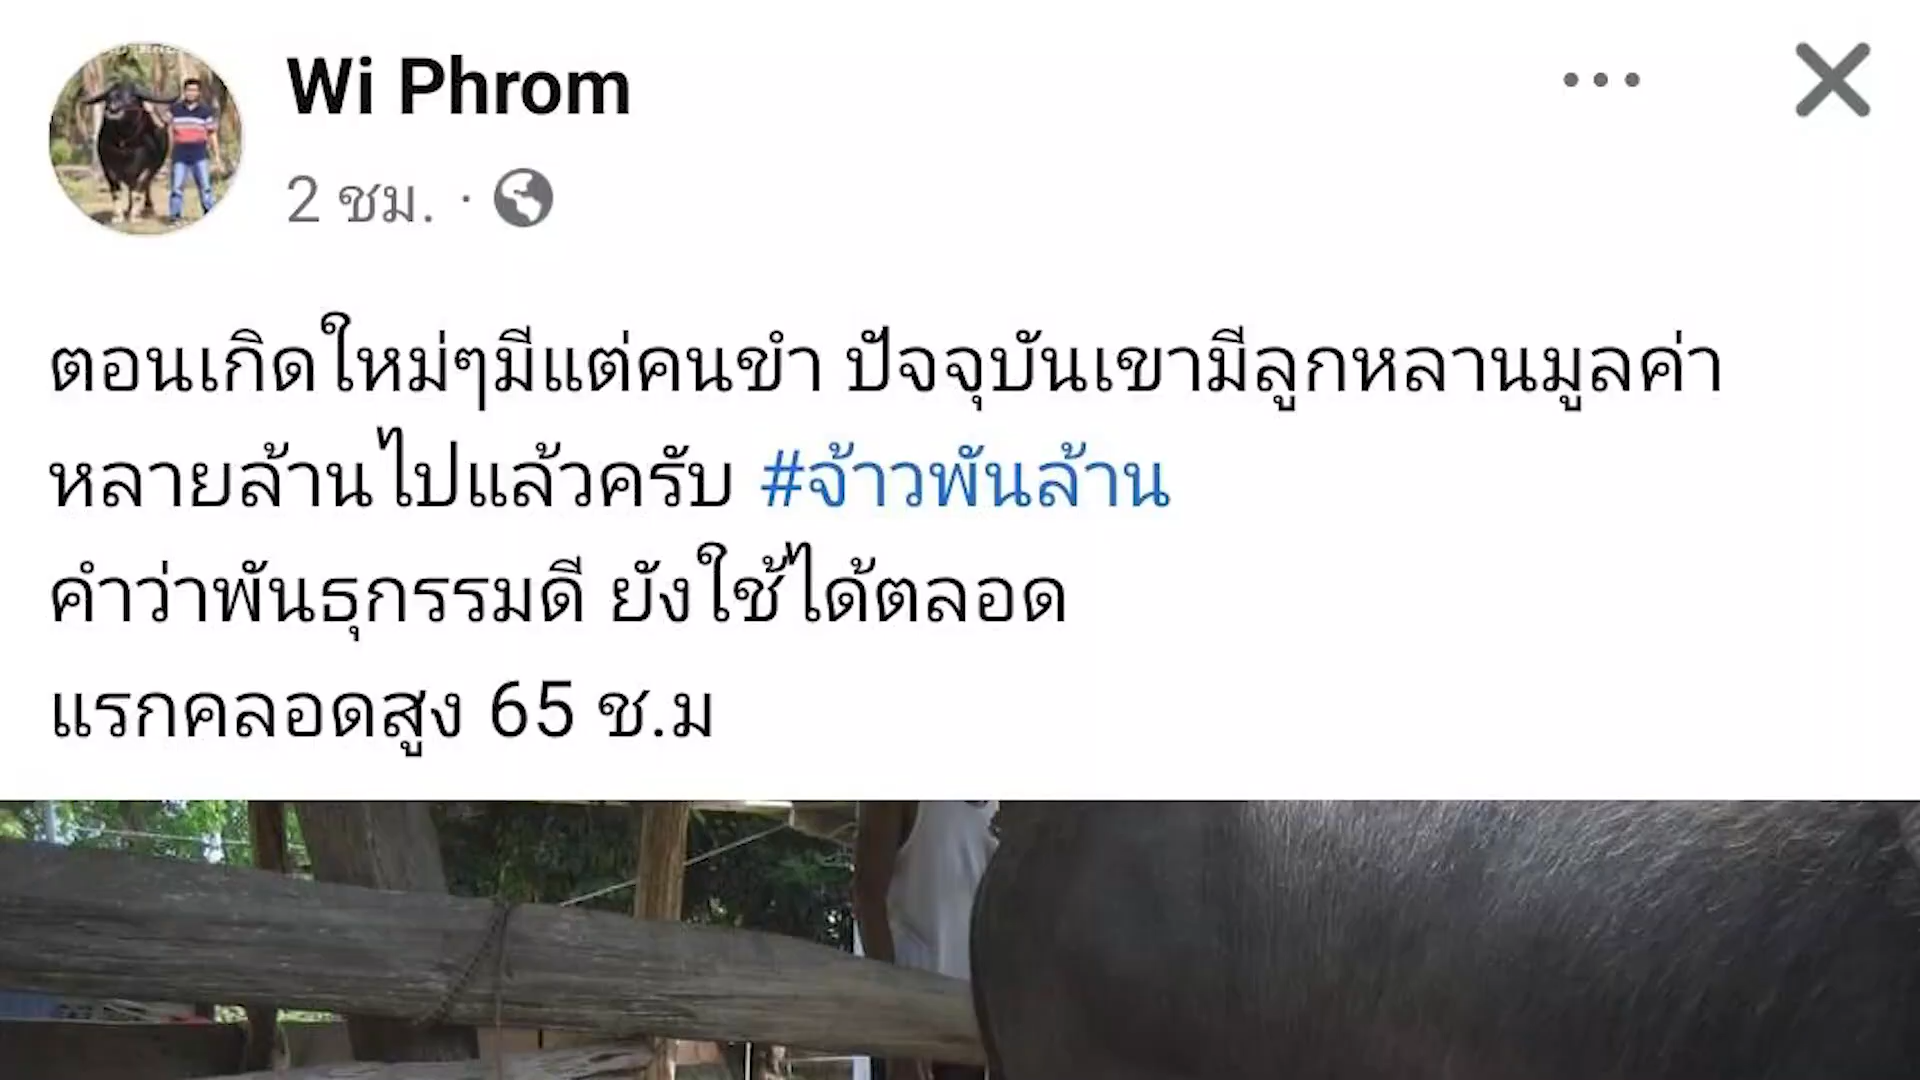 Wi Phrom
2 ชม. ·
ตอนเกิดใหม่ๆมีแต่คนขำ ปัจจุบันเขามีลูกหลานมูลค่า
หลายล้านไปแล้วครับ #จ้าวพันล้าน
คำว่าพันธุกรรมดี ยังใช้ได้ตลอด
แรกคลอดสูง 65 ช.ม